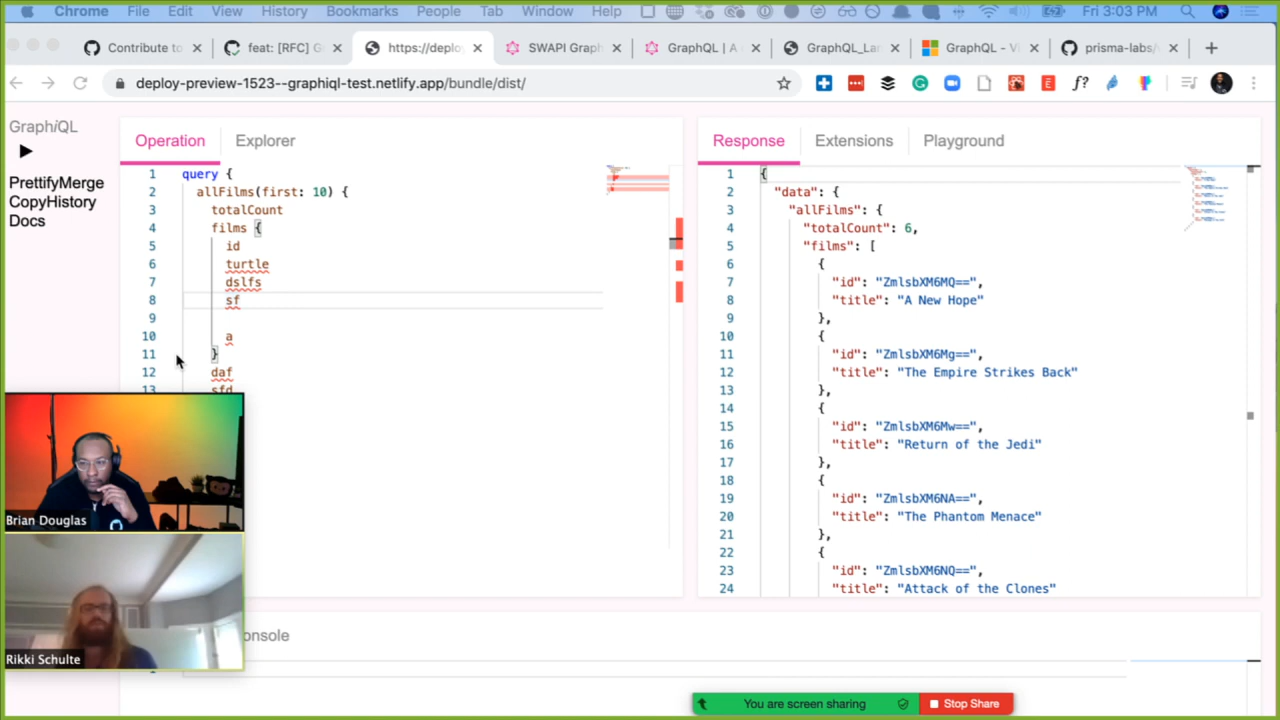 Chrome File Edit View History Bookmarks People Tab Window Help Fri 3:03 PM
Contribute to feat: [RFC] G https://deplo SWAPI Graph GraphQL | A GraphQL_La GraphQL - Vi prisma-labs/
deploy-preview-1523--graphiql-test.netlify.app/bundle/dist/
GraphiQL
PrettifyMerge
CopyHistory
Docs
Operation Explorer
1 query {
2 allFilms(first: 10) {
3 totalCount
4 films {
5 id
6 turtle
7 dslfs
8 sf
9
10 a
11 }
12 daf
13 sfd
Response Extensions Playground
1 {
2 "data": {
3 "allFilms": {
4 "totalCount": 6,
5 "films": [
6 {
7 "id": "ZmlsbXM6MQ==",
8 "title": "A New Hope"
9 },
10 {
11 "id": "ZmlsbXM6Mg==",
12 "title": "The Empire Strikes Back"
13 },
14 {
15 "id": "ZmlsbXM6Mw==",
16 "title": "Return of the Jedi"
17 },
18 {
19 "id": "ZmlsbXM6NA==",
20 "title": "The Phantom Menace"
21 },
22 {
23 "id": "ZmlsbXM6NQ==",
24 "title": "Attack of the Clones"
Brian Douglas
Rikki Schulte
onsole
You are screen sharing Stop Share